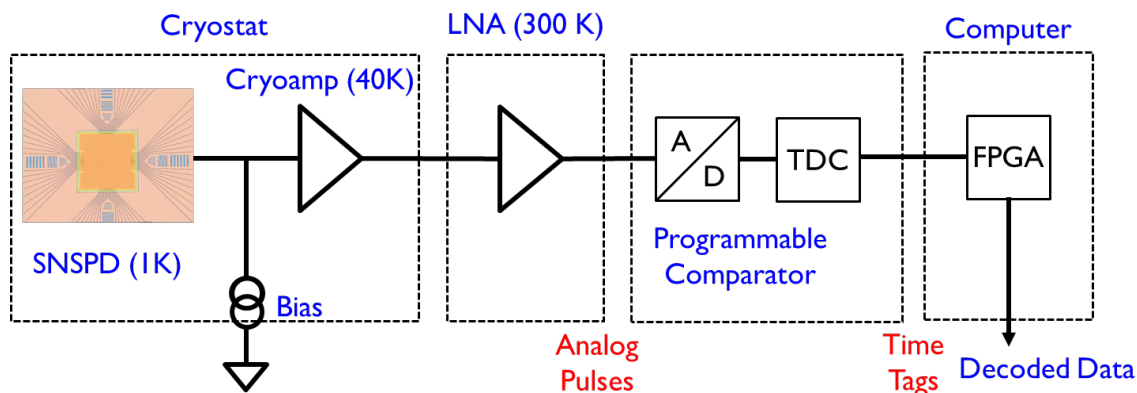 Cryostat
LNA (300 K)
Computer
Cryoamp (40K)
A
D
TDC
FPGA
SNSPD (1K)
Programmable
Comparator
Bias
Analog
Pulses
Time
Tags
Decoded Data